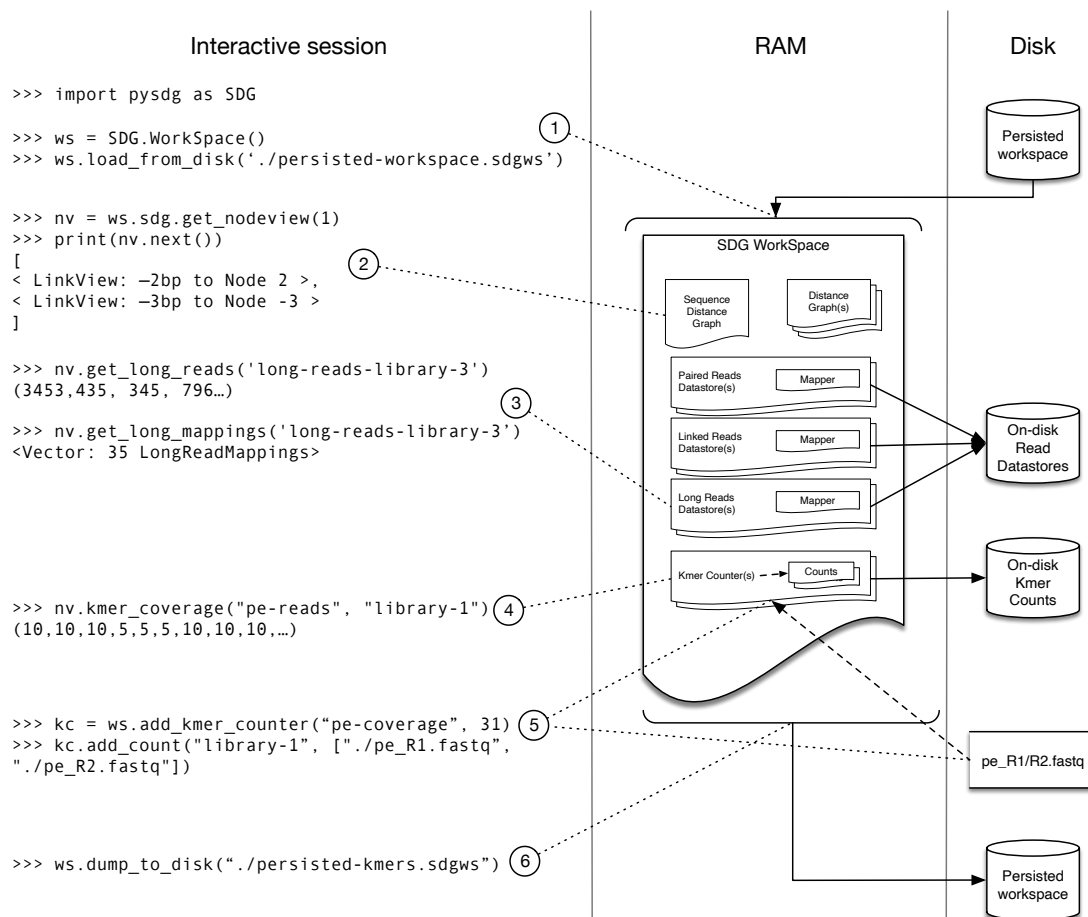 Interactive session
RAM
Disk
>>> import pysdg as SDG
>>> ws = SDG.WorkSpace()
>>> ws.load_from_disk(‘./persisted-workspace.sdgws’)
1
Persisted
workspace
>>> nv = ws.sdg.get_nodeview(1)
>>> print(nv.next())
[
< LinkView: –2bp to Node 2 >,
< LinkView: –3bp to Node -3 >
]
2
SDG WorkSpace
Sequence
Distance
Graph
Distance
Graph(s)
>>> nv.get_long_reads('long-reads-library-3')
(3453,435, 345, 796…)
>>> nv.get_long_mappings('long-reads-library-3’)
<Vector: 35 LongReadMappings>
3
Paired Reads
Datastore(s)
Mapper
Linked Reads
Datastore(s)
Mapper
Long Reads
Datastore(s)
Mapper
On-disk
Read
Datastores
>>> nv.kmer_coverage("pe-reads", "library-1")
(10,10,10,5,5,5,10,10,10,…)
4
Kmer Counter(s)
Counts
On-disk
Kmer
Counts
>>> kc = ws.add_kmer_counter(“pe-coverage", 31)
>>> kc.add_count("library-1”, ["./pe_R1.fastq",
"./pe_R2.fastq"])
5
pe_R1/R2.fastq
>>> ws.dump_to_disk(“./persisted-kmers.sdgws”)
6
Persisted
workspace